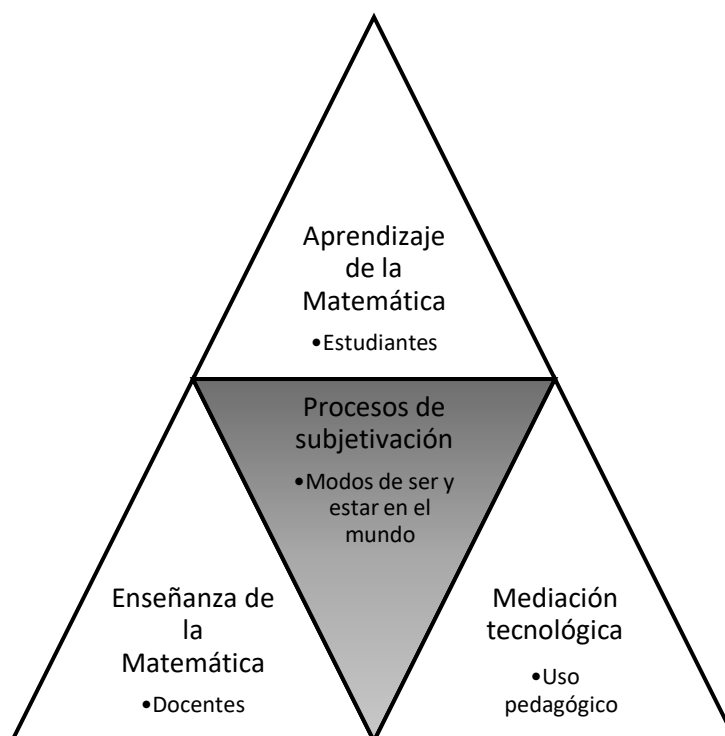 Aprendizaje
de la
Matemática
•Estudiantes
Procesos de
subjetivación
•Modos de ser y
estar en el
mundo
Enseñanza de
la
Matemática
•Docentes
Mediación
tecnológica
•Uso
pedagógico